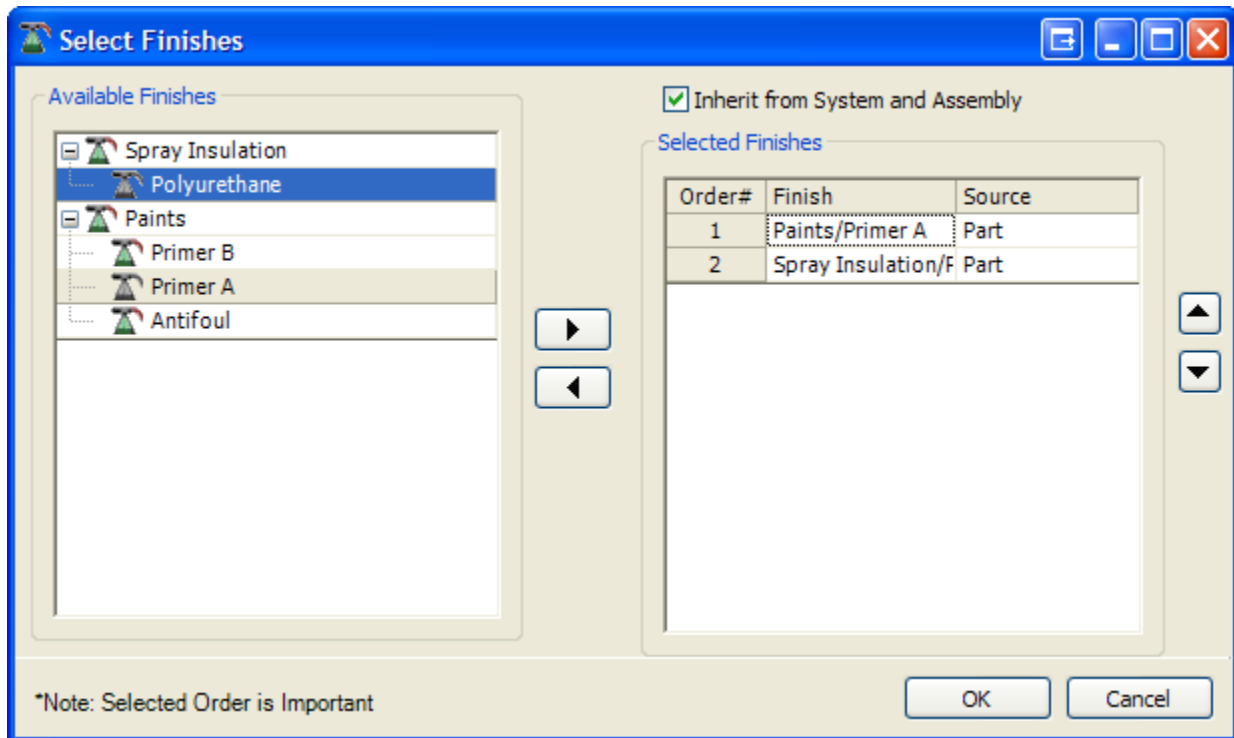 Select Finishes
Available Finishes
Spray Insulation
Polyurethane
Paints
Primer B
Primer A
Antifoul
Inherit from System and Assembly
Selected Finishes
Order# Finish Source
1 Paints/Primer A Part
2 Spray Insulation/P Part
*Note: Selected Order is Important
OK Cancel